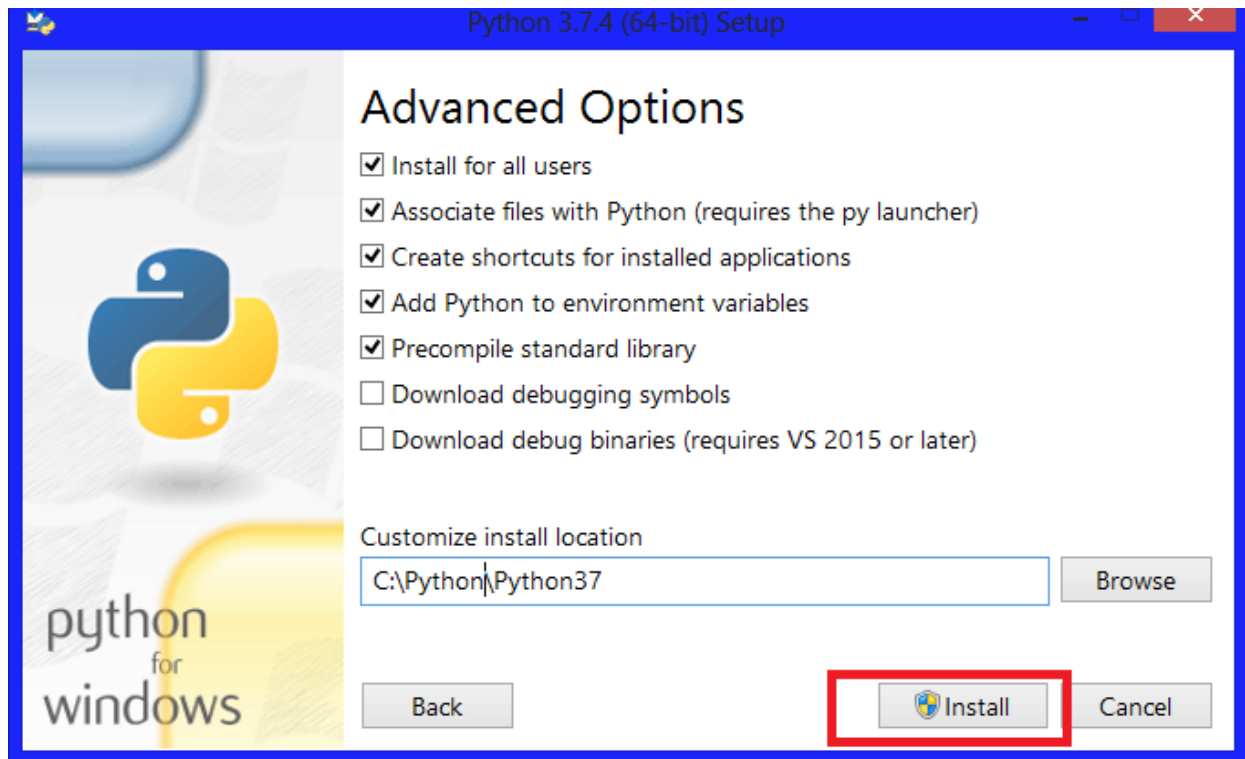 Python 3.7.4 (64-bit) Setup
Advanced Options
Install for all users
Associate files with Python (requires the py launcher)
Create shortcuts for installed applications
Add Python to environment variables
Precompile standard library
Download debugging symbols
Download debug binaries (requires VS 2015 or later)
Customize install location
C:\Python\Python37
Browse
python
for
windows
Back
Install
Cancel